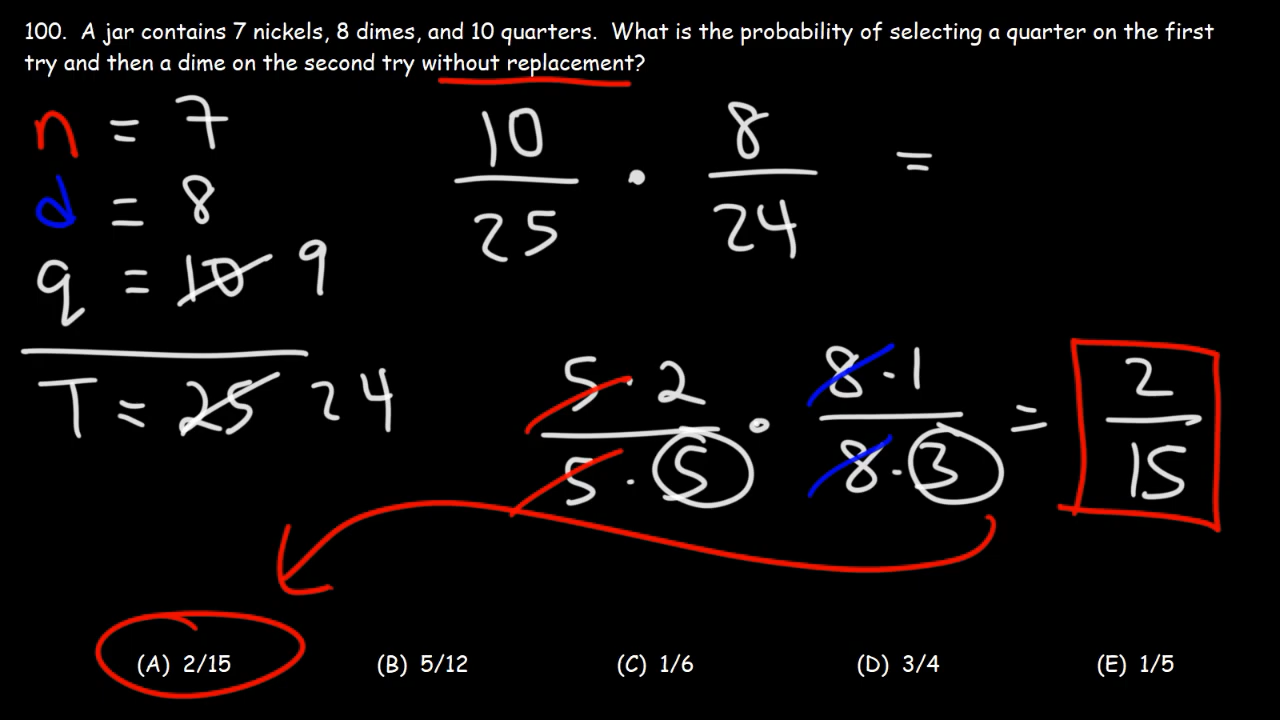 100. A jar contains 7 nickels, 8 dimes, and 10 quarters. What is the probability of selecting a quarter on the first
try and then a dime on the second try without replacement?
n = 7
d = 8
q = 10 9
T = 25 24
10/25 · 8/24 =
5·2/5·5 · 8·1/8·3 = 2/15
(A) 2/15 (B) 5/12 (C) 1/6 (D) 3/4 (E) 1/5